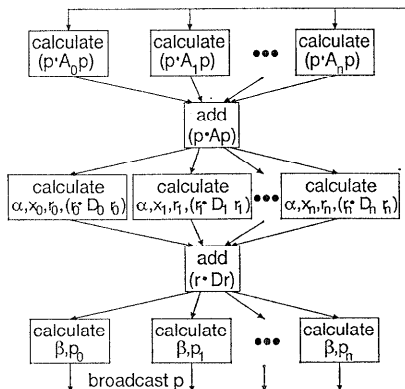 calculate calculate ••• calculate
(p•A₀p) (p•A₁p) (p•Aₙp)
add
(p•Ap)
calculate calculate ••• calculate
α,x₀,r₀,(r₀• D₀ r₀) α,x₁,r₁,(r₁• D₁ r₁) α,xₙ,rₙ,(rₙ• Dₙ rₙ)
add
(r•Dr)
calculate calculate ••• calculate
β,p₀ β,p₁ β,pₙ
broadcast p